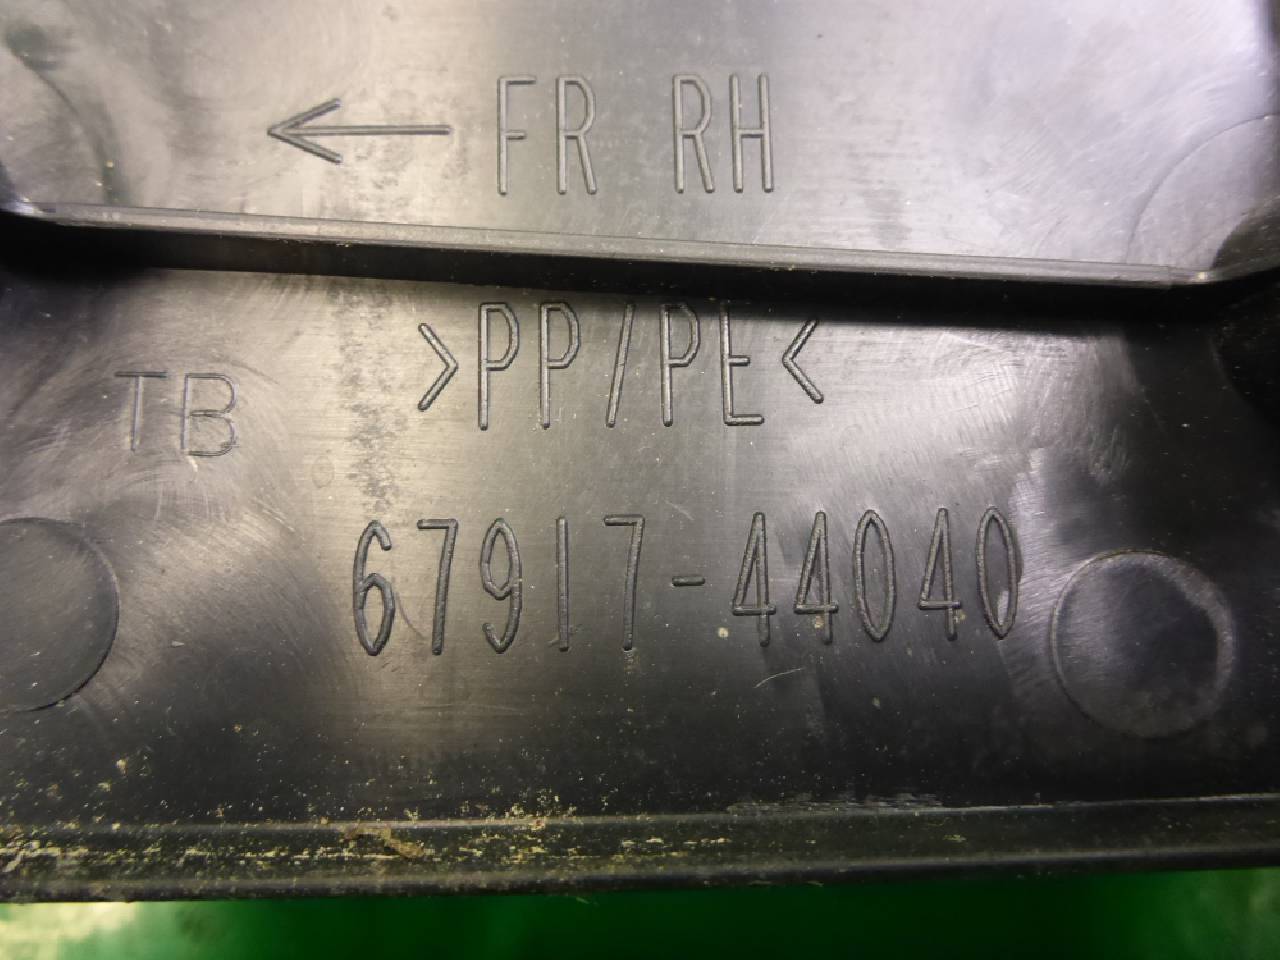 ← FR RH
>PP/PE<
TB
67917-44040